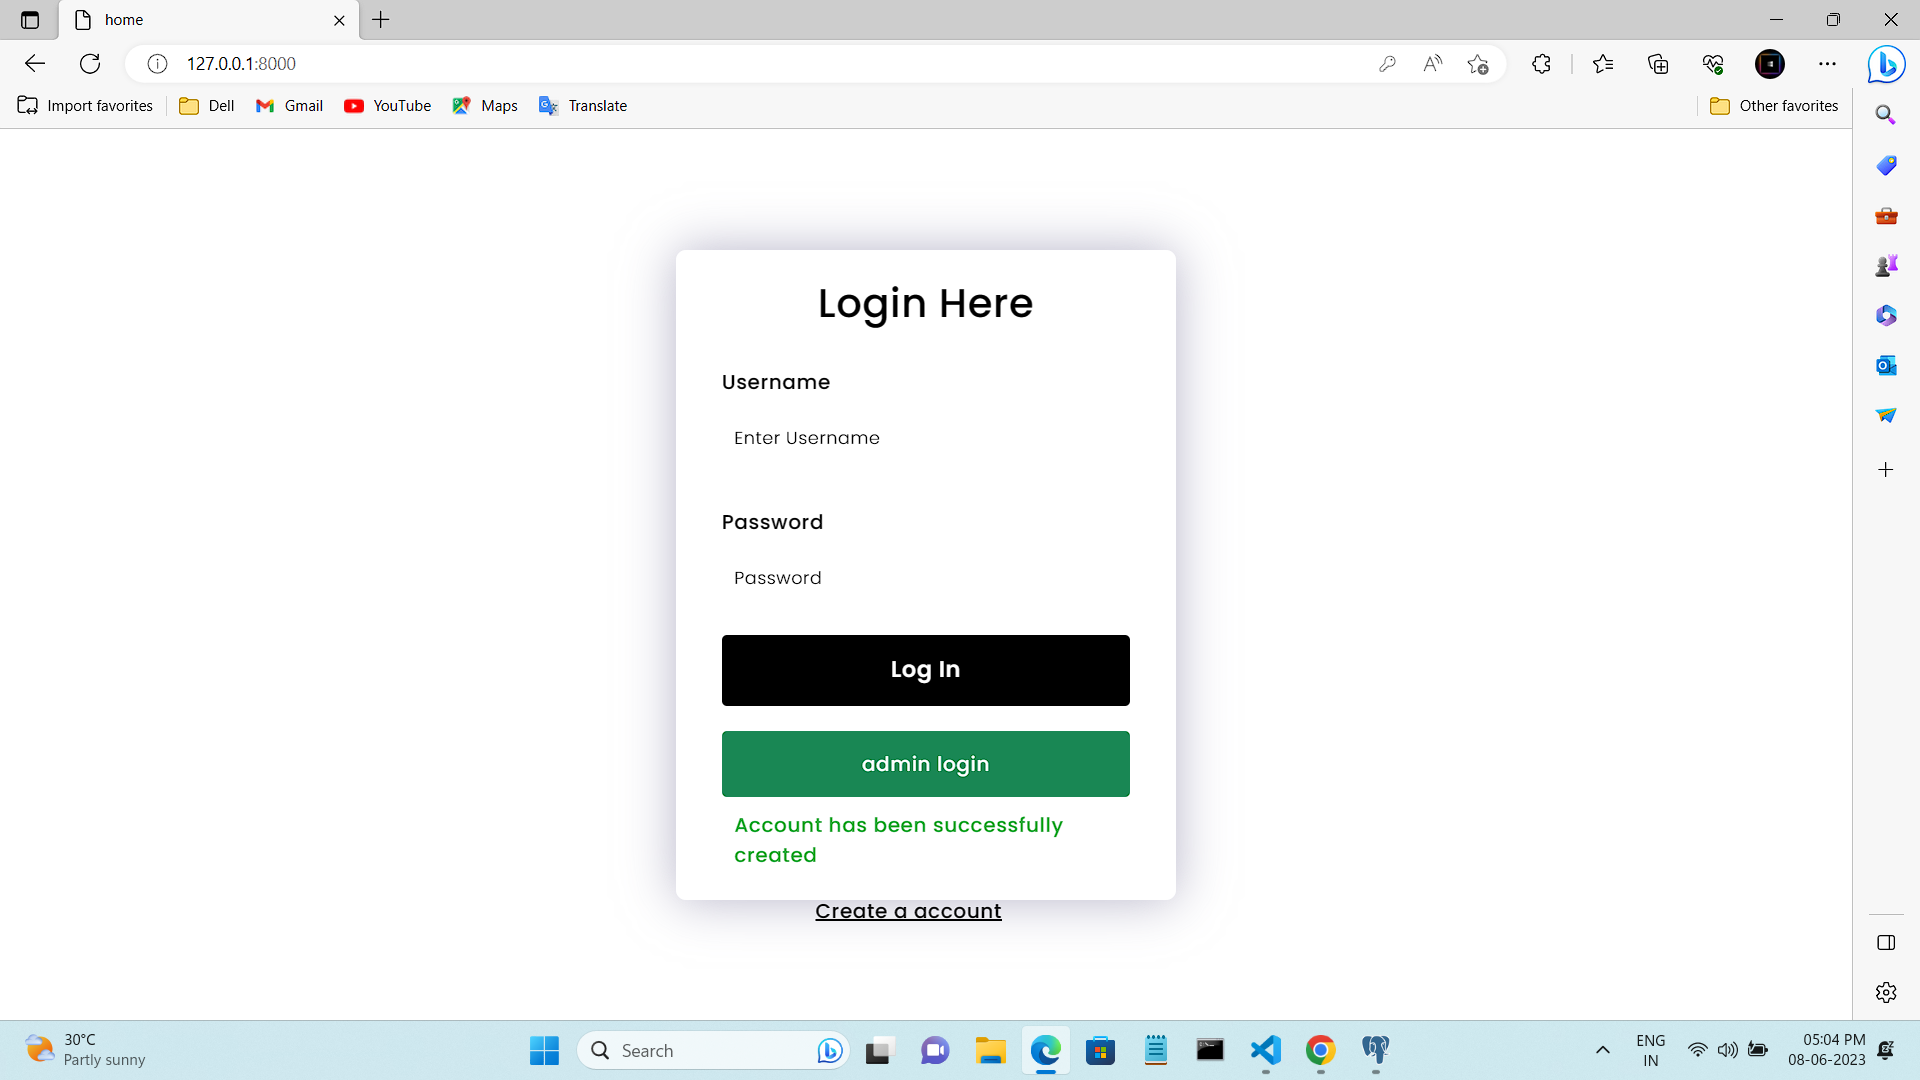 home
127.0.0.1:8000
Import favorites
Dell
Gmail
YouTube
Maps
Translate
Other favorites
Login Here
Username
Enter Username
Password
Password
Log In
admin login
Account has been successfully
created
Create a account
30°C
Partly sunny
Search
ENG
IN
05:04 PM
08-06-2023